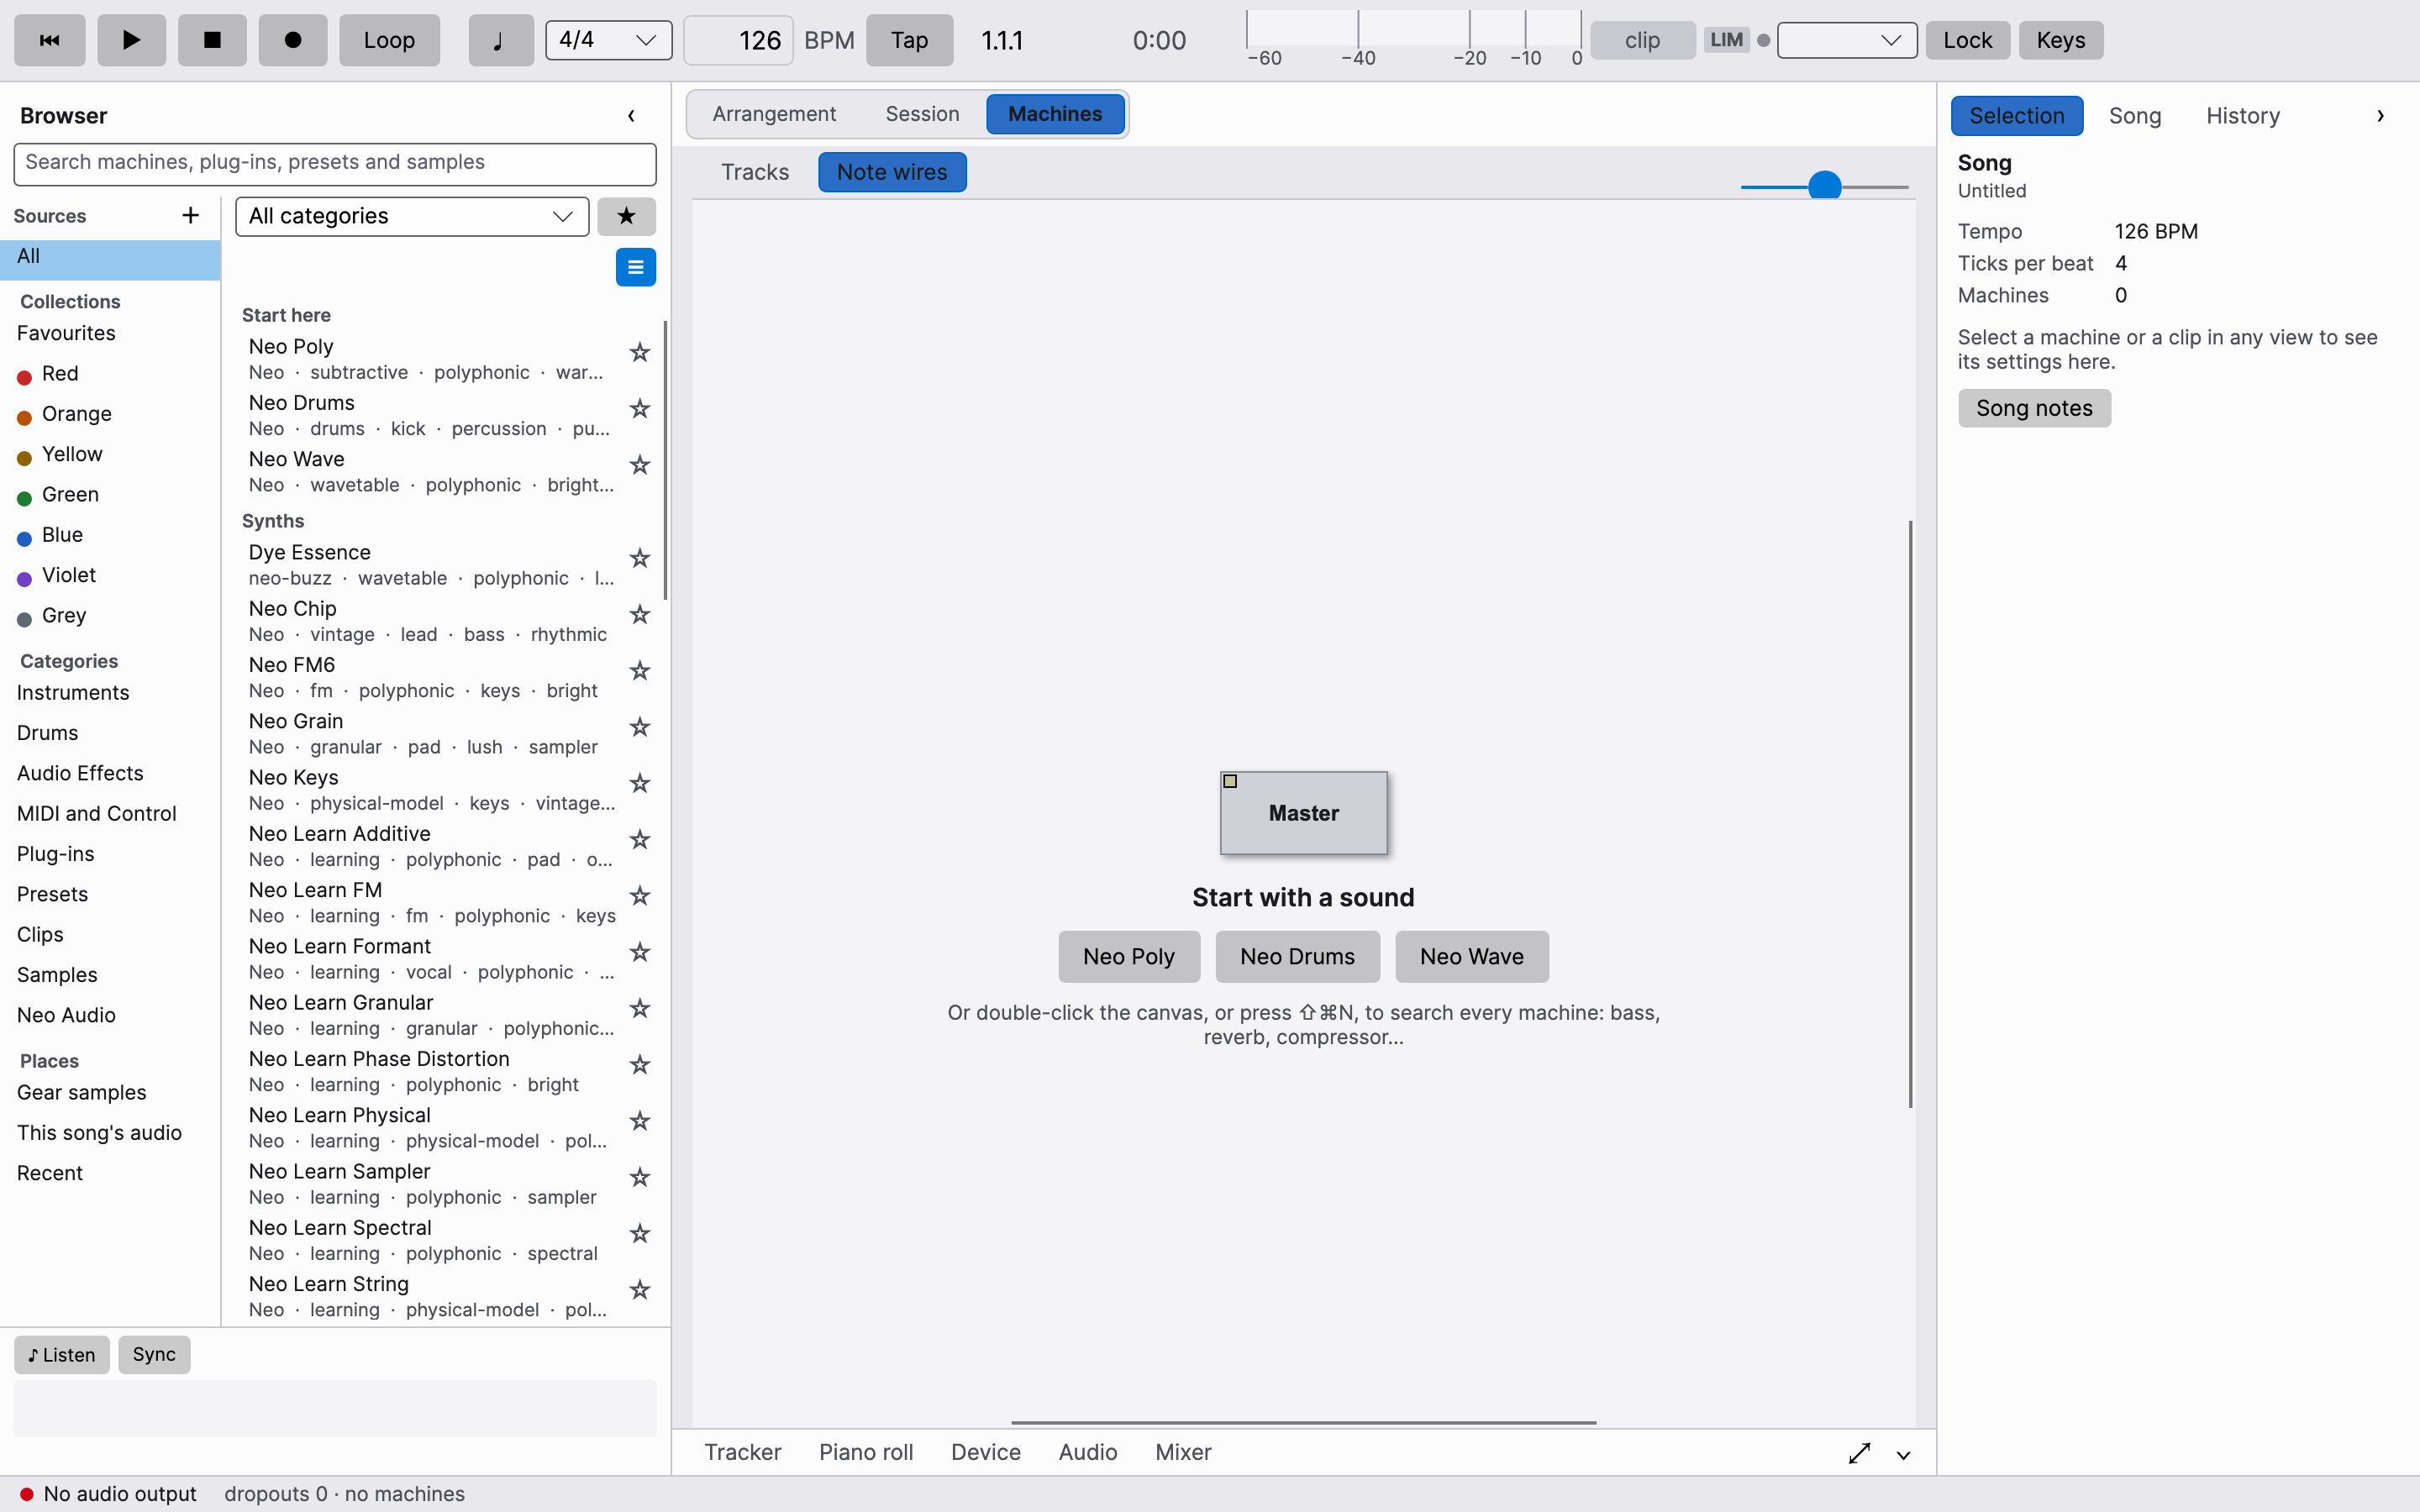 Loop
4/4
126 BPM
Tap
1.1.1
0:00
−60 −40 −20 −10 0
clip
LIM
Lock
Keys
Browser
Search machines, plug-ins, presets and samples
Sources
All
Collections
Favourites
Red
Orange
Yellow
Green
Blue
Violet
Grey
Categories
Instruments
Drums
Audio Effects
MIDI and Control
Plug-ins
Presets
Clips
Samples
Neo Audio
Places
Gear samples
This song's audio
Recent
All categories
Start here
Neo Poly
Neo · subtractive · polyphonic · war...
Neo Drums
Neo · drums · kick · percussion · pu...
Neo Wave
Neo · wavetable · polyphonic · bright...
Synths
Dye Essence
neo-buzz · wavetable · polyphonic · l...
Neo Chip
Neo · vintage · lead · bass · rhythmic
Neo FM6
Neo · fm · polyphonic · keys · bright
Neo Grain
Neo · granular · pad · lush · sampler
Neo Keys
Neo · physical-model · keys · vintage...
Neo Learn Additive
Neo · learning · polyphonic · pad · o...
Neo Learn FM
Neo · learning · fm · polyphonic · keys
Neo Learn Formant
Neo · learning · vocal · polyphonic · ...
Neo Learn Granular
Neo · learning · granular · polyphonic...
Neo Learn Phase Distortion
Neo · learning · polyphonic · bright
Neo Learn Physical
Neo · learning · physical-model · pol...
Neo Learn Sampler
Neo · learning · polyphonic · sampler
Neo Learn Spectral
Neo · learning · polyphonic · spectral
Neo Learn String
Neo · learning · physical-model · pol...
♪ Listen
Sync
Arrangement
Session
Machines
Tracks
Note wires
Master
Start with a sound
Neo Poly
Neo Drums
Neo Wave
Or double-click the canvas, or press ⇧⌘N, to search every machine: bass,
reverb, compressor...
Tracker
Piano roll
Device
Audio
Mixer
Selection
Song
History
Song
Untitled
Tempo 126 BPM
Ticks per beat 4
Machines 0
Select a machine or a clip in any view to see
its settings here.
Song notes
No audio output
dropouts 0 · no machines